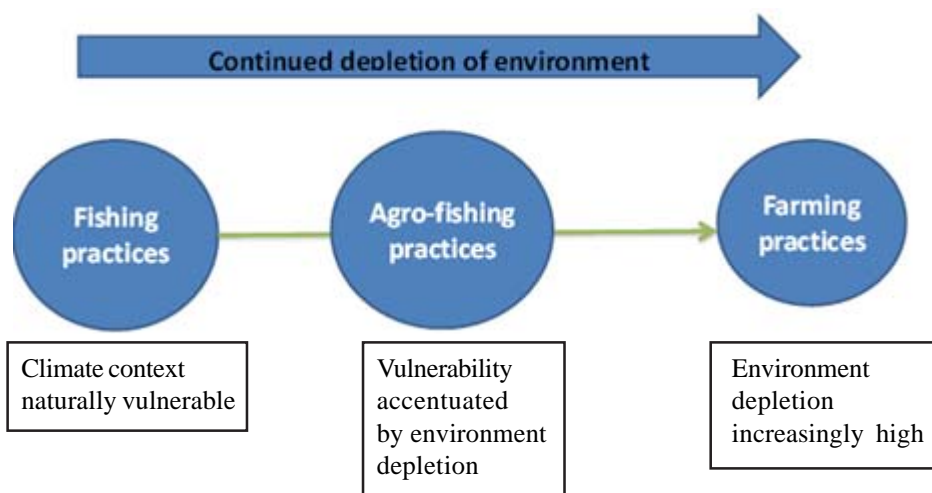 Continued depletion of environment
Fishing
practices
Agro-fishing
practices
Farming
practices
Climate context
naturally vulnerable
Vulnerability
accentuated
by environment
depletion
Environment
depletion
increasingly high